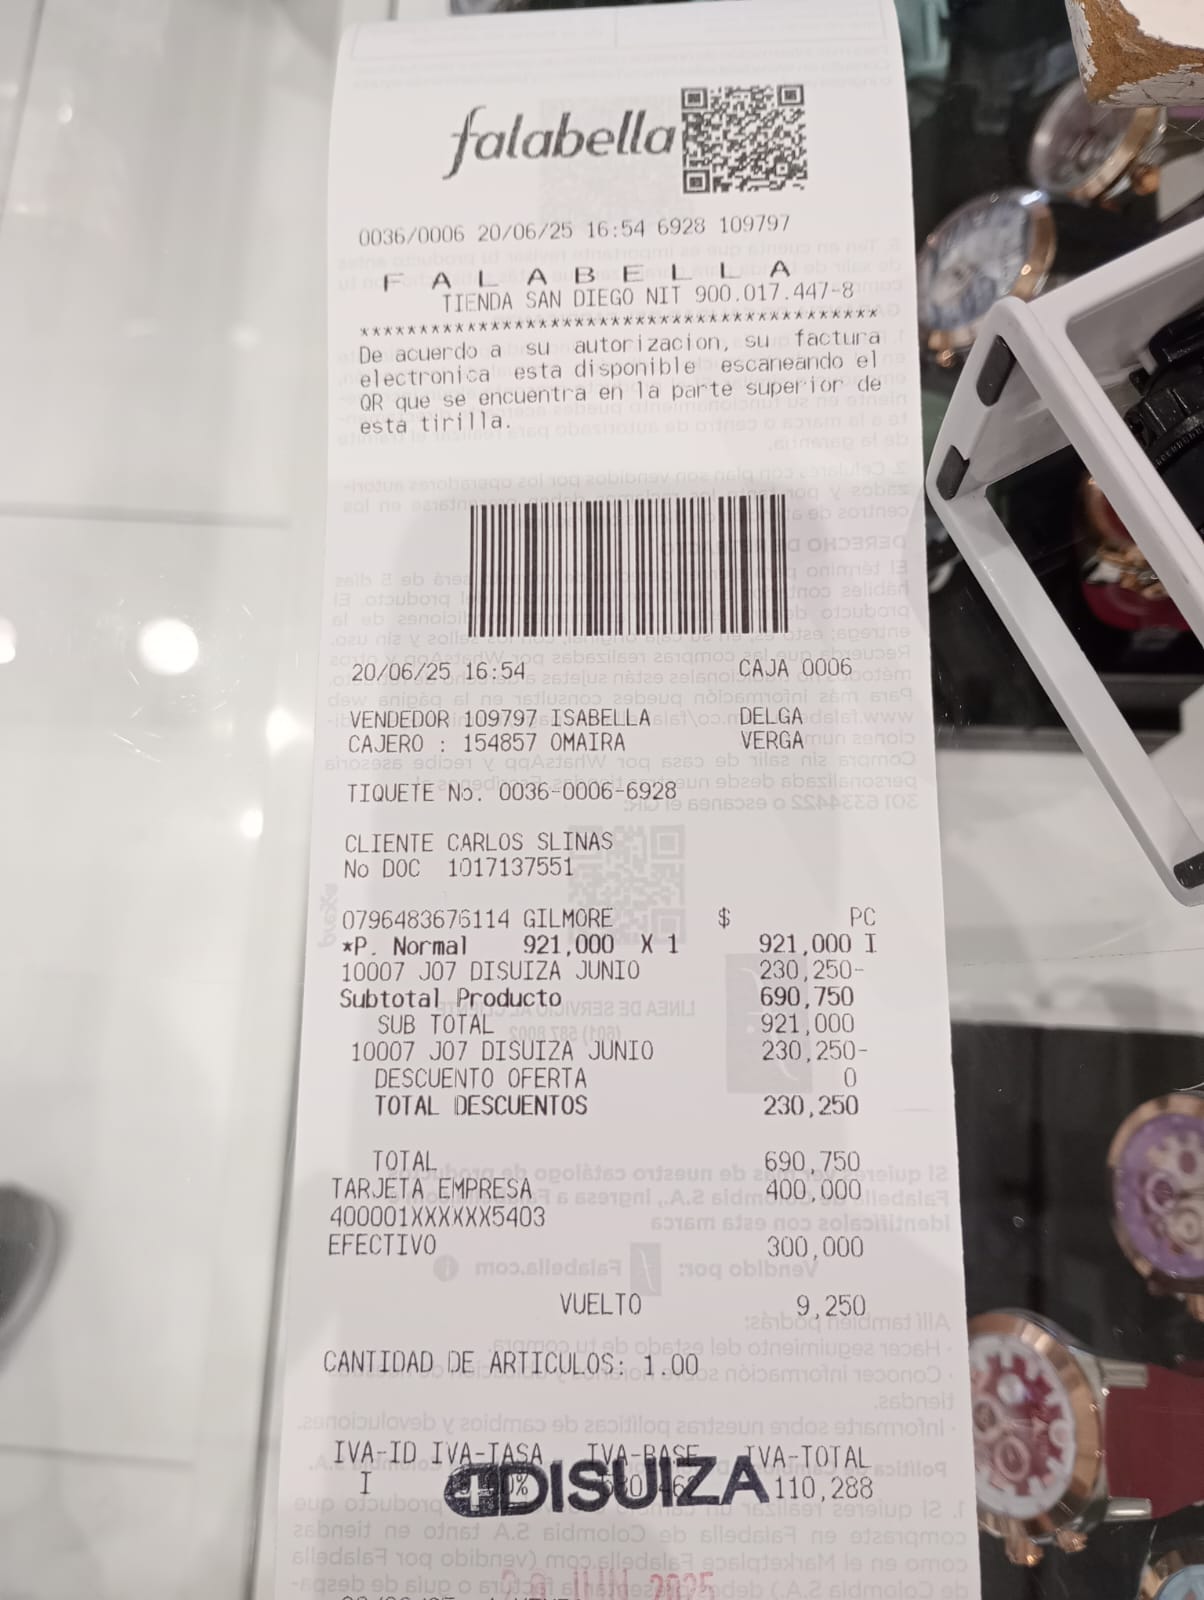 falabella
0036/0006 20/06/25 16:54 6928 109797
F A L A B E L L A
TIENDA SAN DIEGO NIT 900.017.447-8
******************************************
De acuerdo a su autorizacion, su factura
electronica esta disponible escaneando el
QR que se encuentra en la parte superior de
esta tirilla.
20/06/25 16:54 CAJA 0006
VENDEDOR 109797 ISABELLA DELGA
CAJERO : 154857 OMAIRA VERGA
TIQUETE No. 0036-0006-6928
CLIENTE CARLOS SLINAS
No DOC 1017137551
0796483676114 GILMORE $ PC
*P. Normal 921,000 X 1 921,000 I
10007 J07 DISUIZA JUNIO 230,250-
Subtotal Producto 690,750
SUB TOTAL 921,000
10007 J07 DISUIZA JUNIO 230,250-
DESCUENTO OFERTA 0
TOTAL DESCUENTOS 230,250
TOTAL 690,750
TARJETA EMPRESA 400,000
400001XXXXXX5403
EFECTIVO 300,000
VUELTO 9,250
CANTIDAD DE ARTICULOS: 1.00
IVA-ID IVA-TASA IVA-BASE IVA-TOTAL
I DISUIZA 110,288